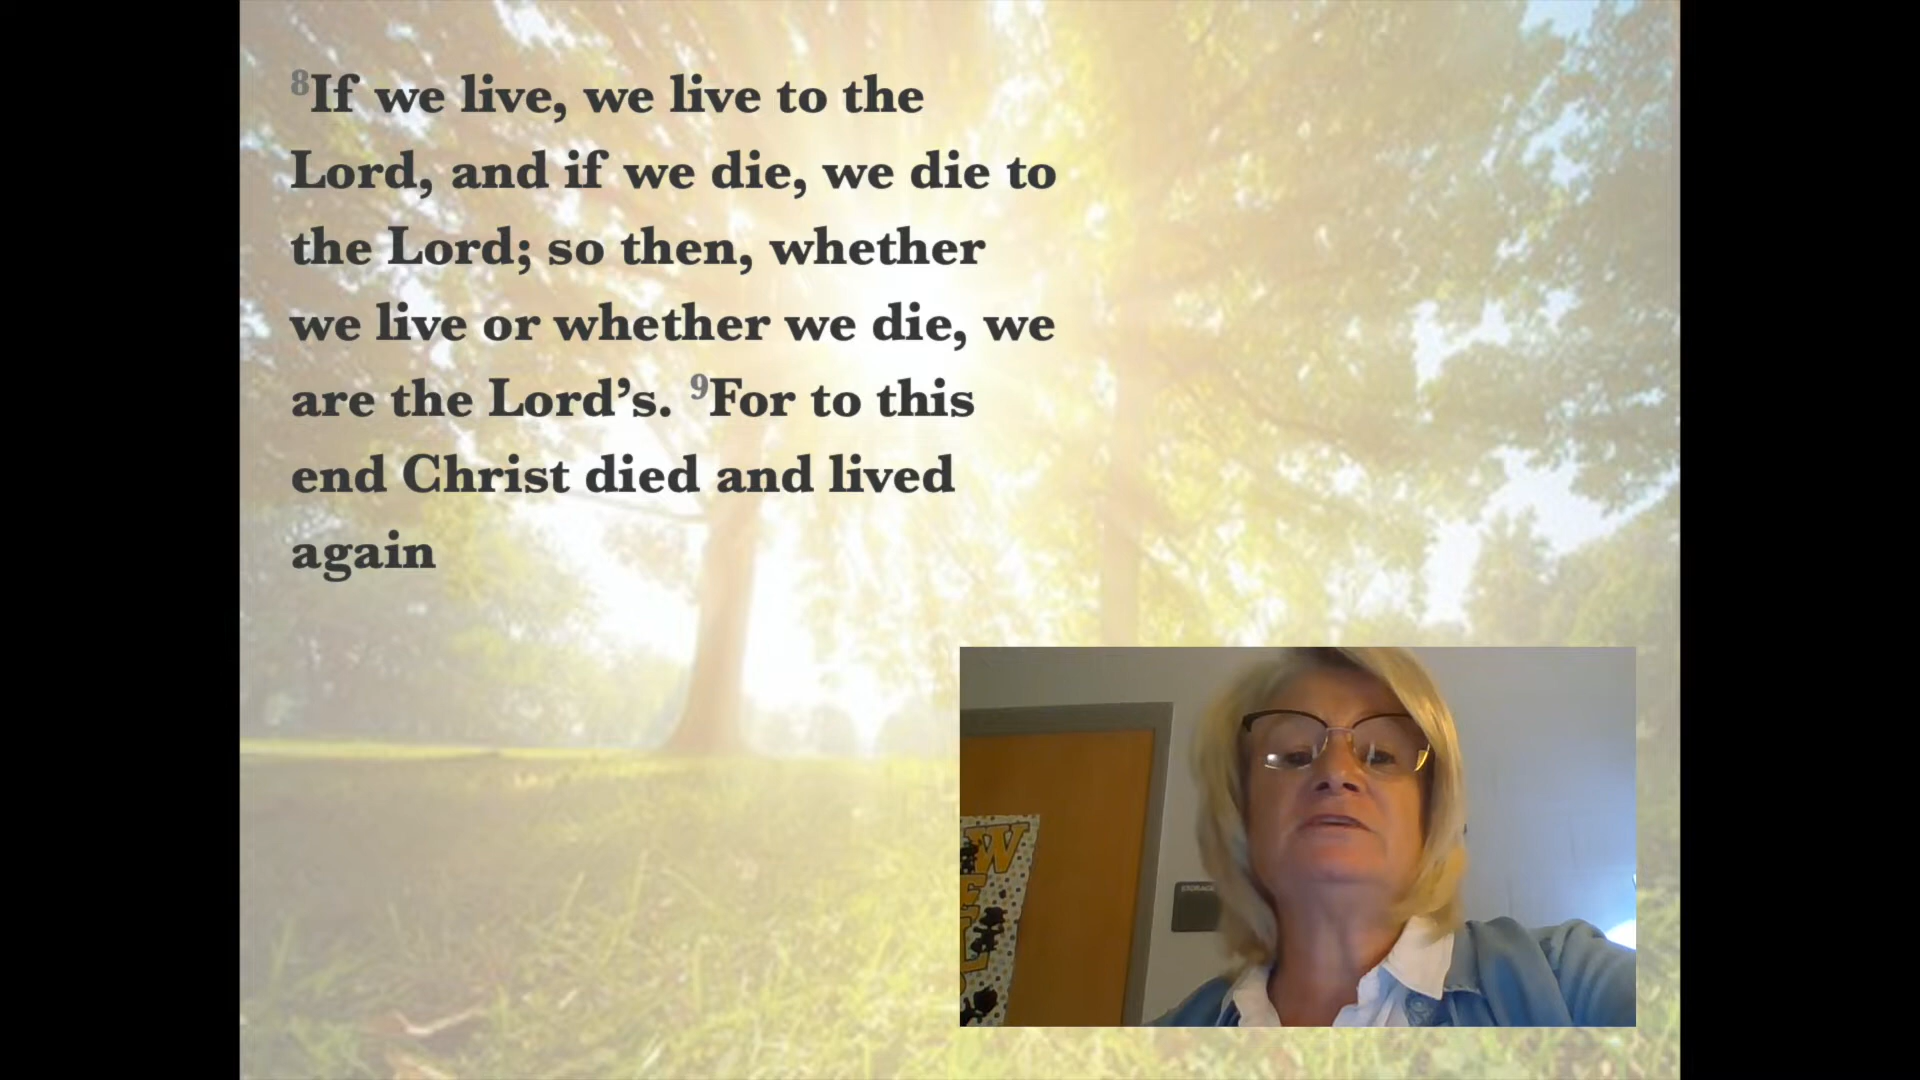 ⁸If we live, we live to the
Lord, and if we die, we die to
the Lord; so then, whether
we live or whether we die, we
are the Lord’s. ⁹For to this
end Christ died and lived
again
STORAGE
W